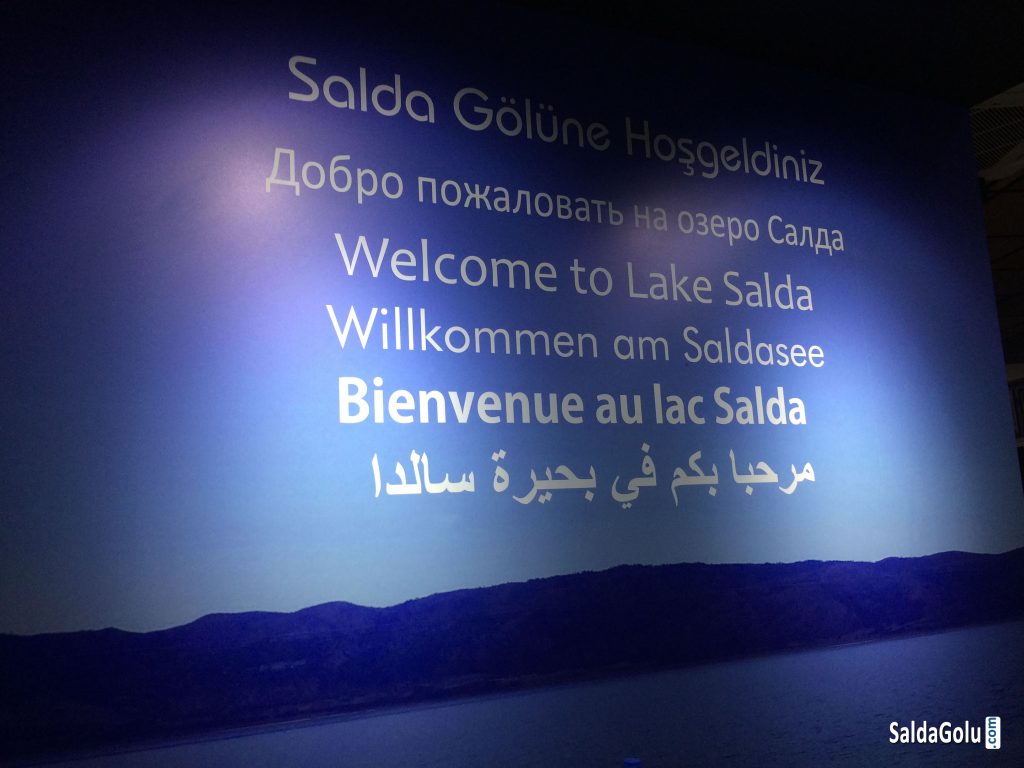 Salda Gölüne Hoşgeldiniz
Добро пожаловать на озеро Салда
Welcome to Lake Salda
Willkommen am Saldasee
Bienvenue au lac Salda
مرحبا بكم في بحيرة سالدا
SaldaGolu.com